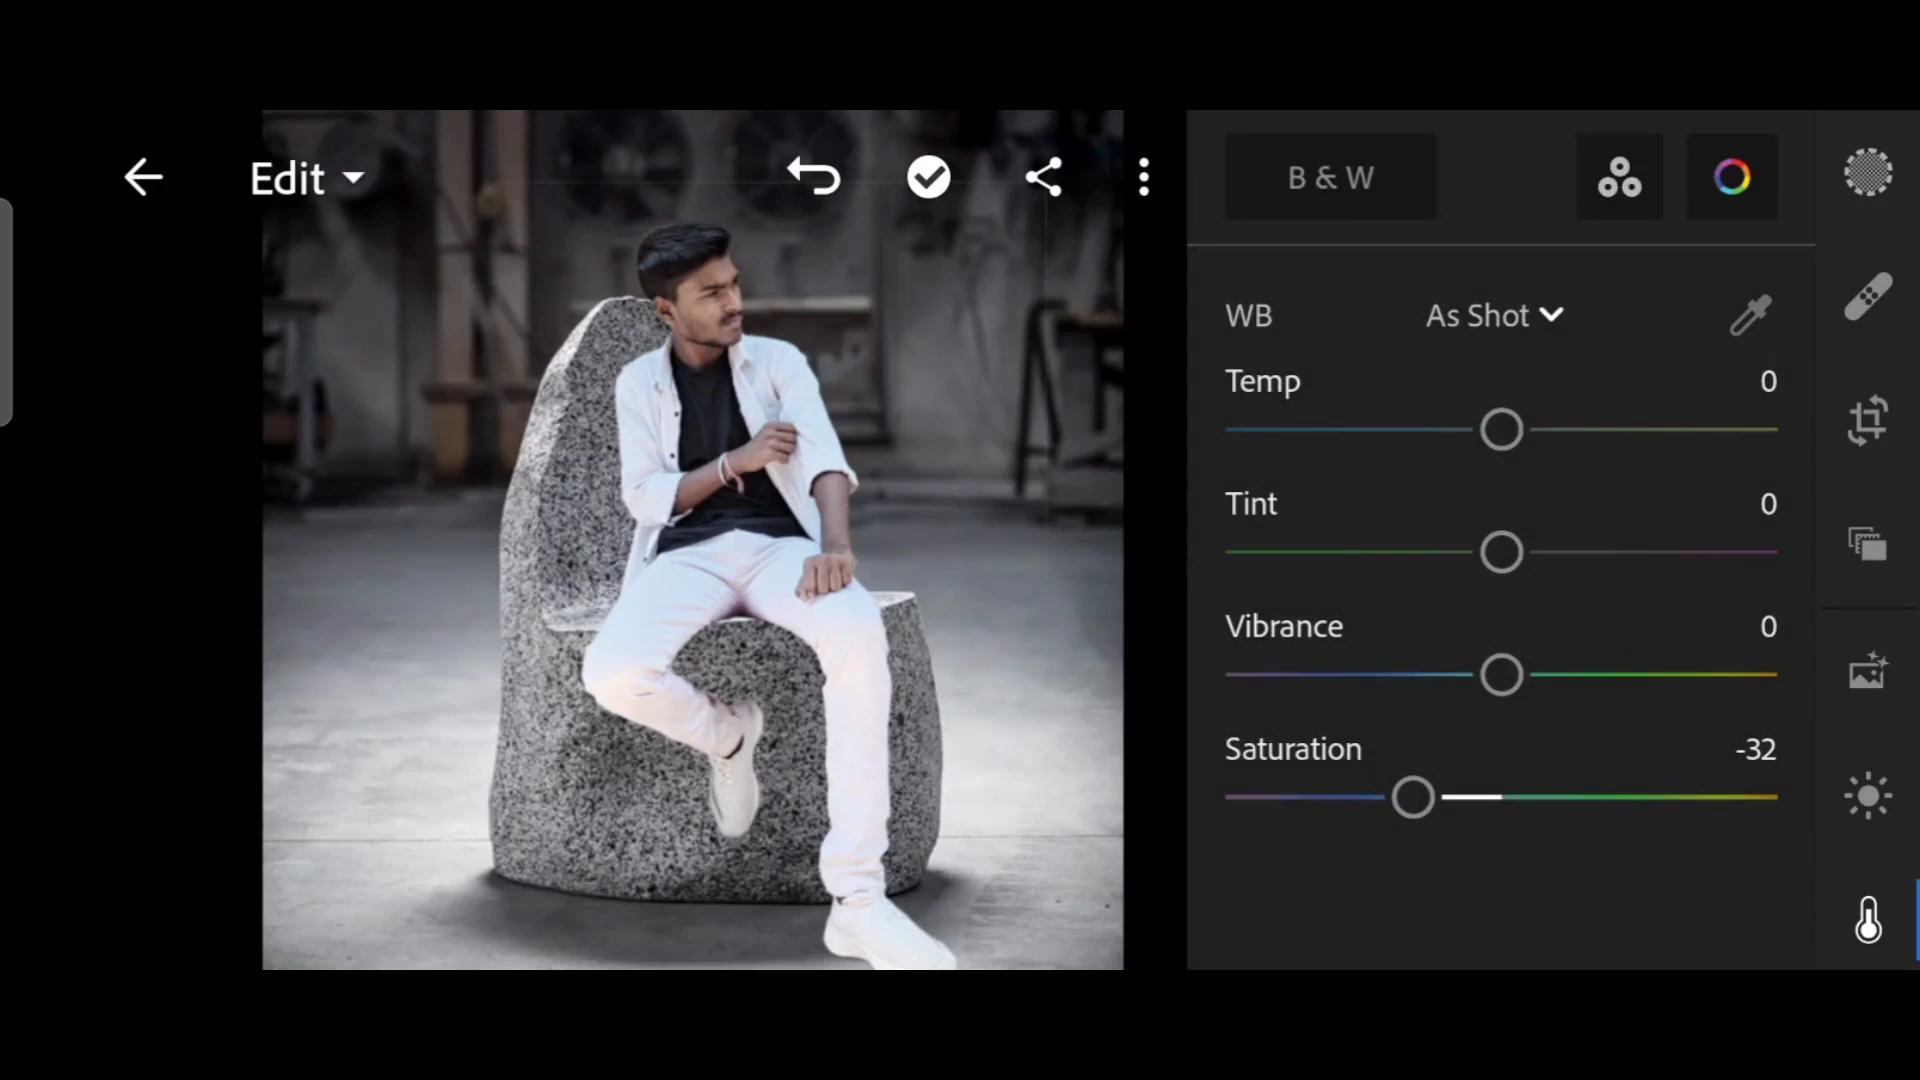 Edit
B & W
WB As Shot
Temp 0
Tint 0
Vibrance 0
Saturation -32